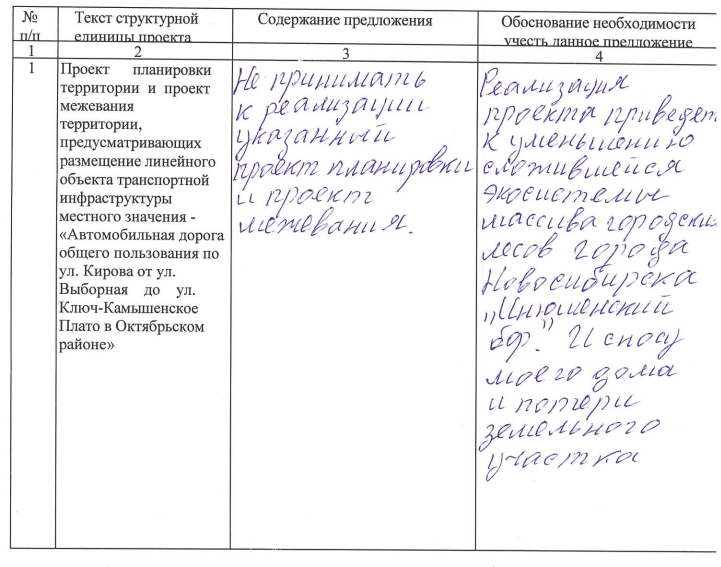 №
п/п
Текст структурной
единицы проекта
Содержание предложения
Обоснование необходимости
учесть данное предложение
1
2
3
4
1
Проект планировки
территории и проект
межевания
территории,
предусматривающих
размещение линейного
объекта транспортной
инфраструктуры
местного значения -
«Автомобильная дорога
общего пользования по
ул. Кирова от ул.
Выборная до ул.
Ключ-Камышенское
Плато в Октябрьском
районе»
Не принимать
к реализации
указанный
проект планировки
и проект
межевания.
Реализация
проекта приведет
к уменьшению
сложившейся
экосистемы
массива городских
лесов города
Новосибирска
"Инюшенский
бор." И сносу
моего дома
и потери
земельного
участка